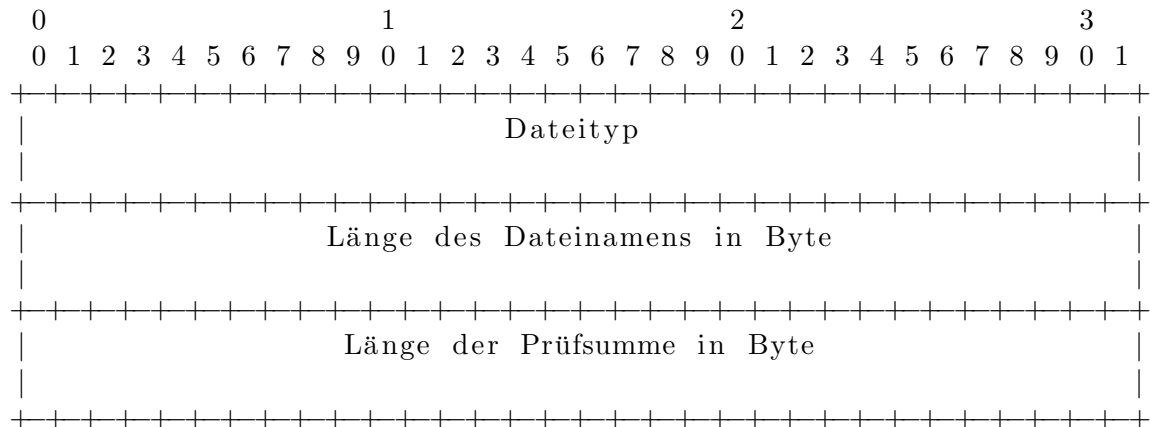 0 1 2 3
0 1 2 3 4 5 6 7 8 9 0 1 2 3 4 5 6 7 8 9 0 1 2 3 4 5 6 7 8 9 0 1
+-+-+-+-+-+-+-+-+-+-+-+-+-+-+-+-+-+-+-+-+-+-+-+-+-+-+-+-+-+-+-+-+
| Dateityp |
| |
+-+-+-+-+-+-+-+-+-+-+-+-+-+-+-+-+-+-+-+-+-+-+-+-+-+-+-+-+-+-+-+-+
| Länge des Dateinamens in Byte |
| |
+-+-+-+-+-+-+-+-+-+-+-+-+-+-+-+-+-+-+-+-+-+-+-+-+-+-+-+-+-+-+-+-+
| Länge der Prüfsumme in Byte |
| |
+-+-+-+-+-+-+-+-+-+-+-+-+-+-+-+-+-+-+-+-+-+-+-+-+-+-+-+-+-+-+-+-+